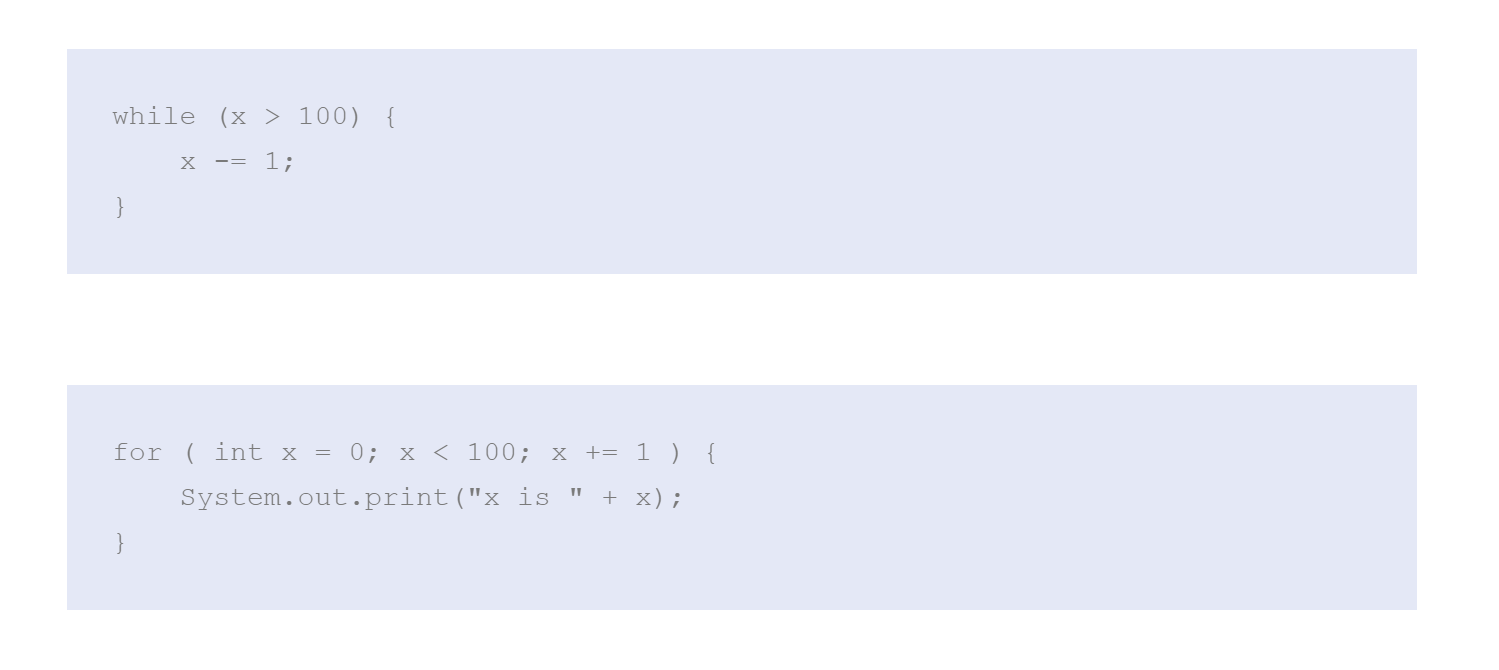 while (x > 100) {
    x -= 1;
}
for ( int x = 0; x < 100; x += 1 ) {
    System.out.print("x is " + x);
}